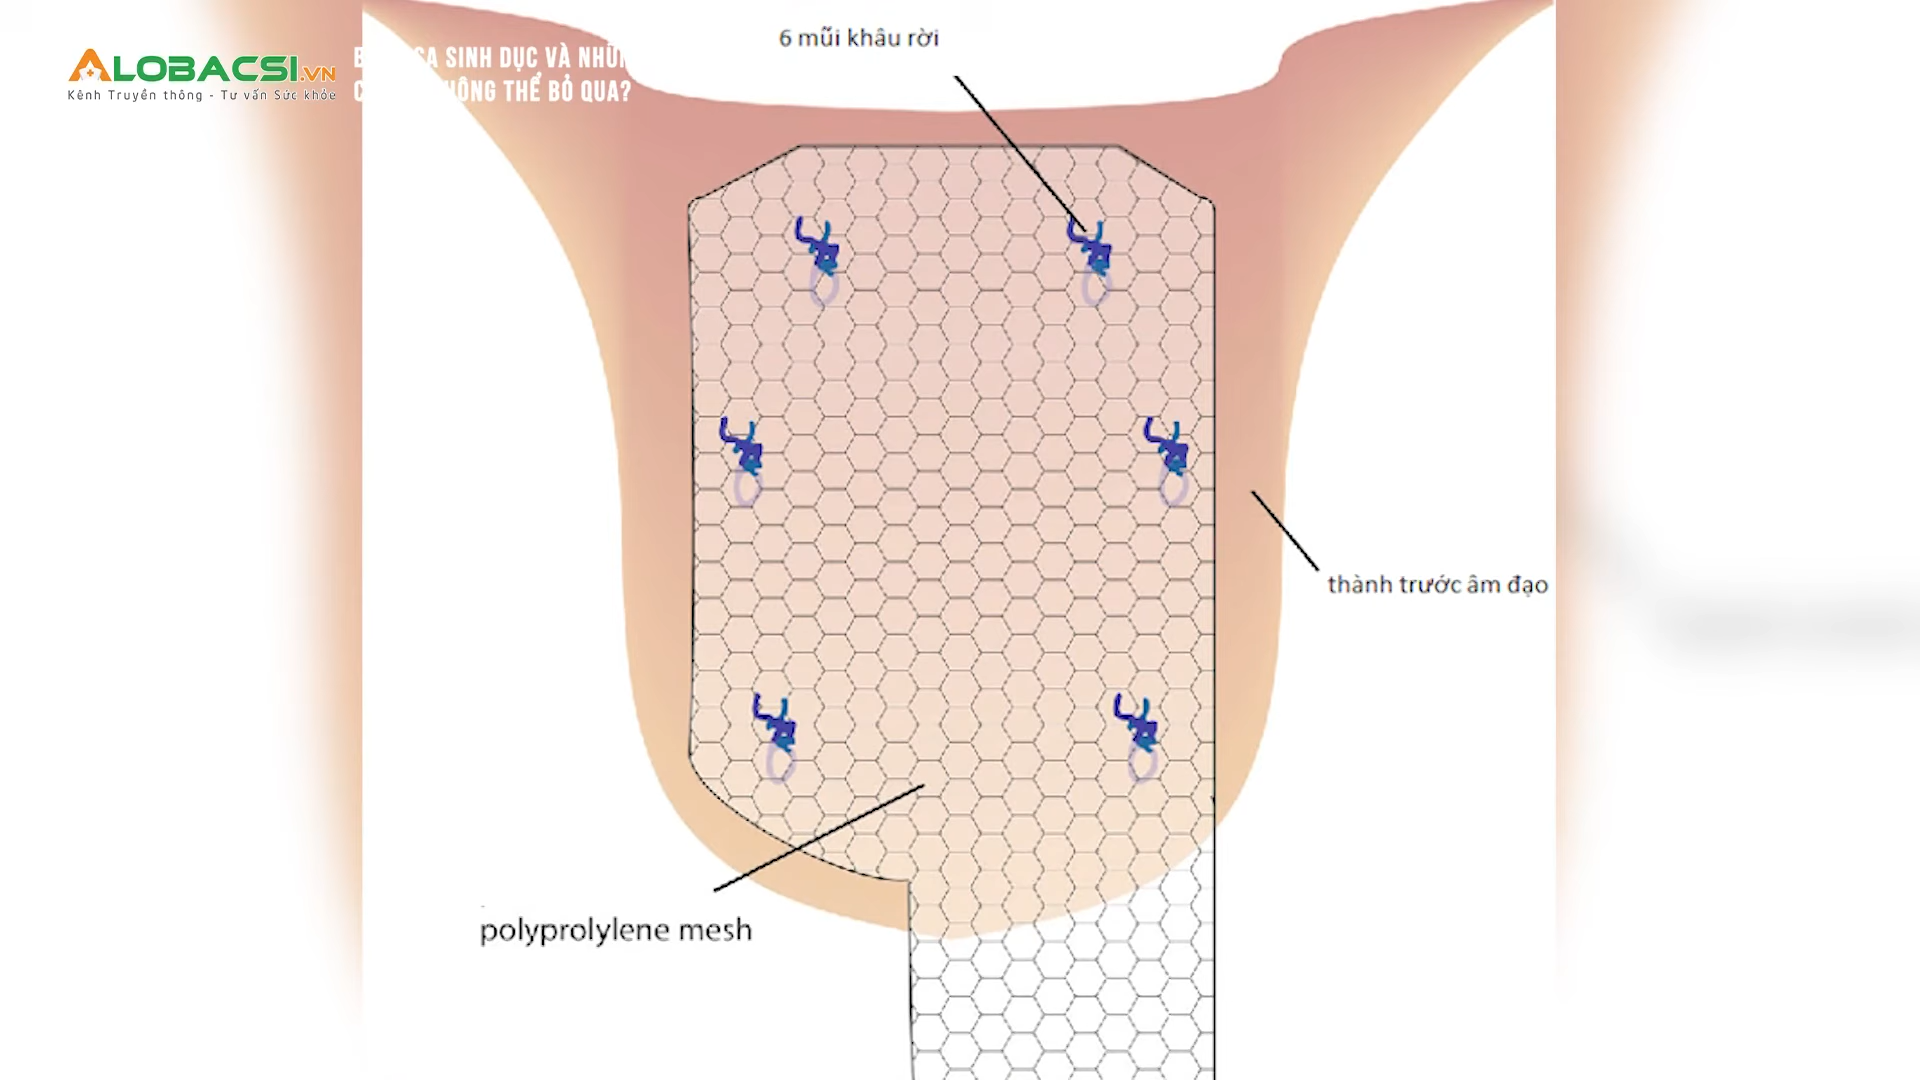 6 mũi khâu rời
ALOBACSI.VN
Kênh Truyền thông - Tư vấn Sức khỏe
SA SINH DỤC VÀ
THỂ BỎ QUA?
thành trước âm đạo
polyprolylene mesh